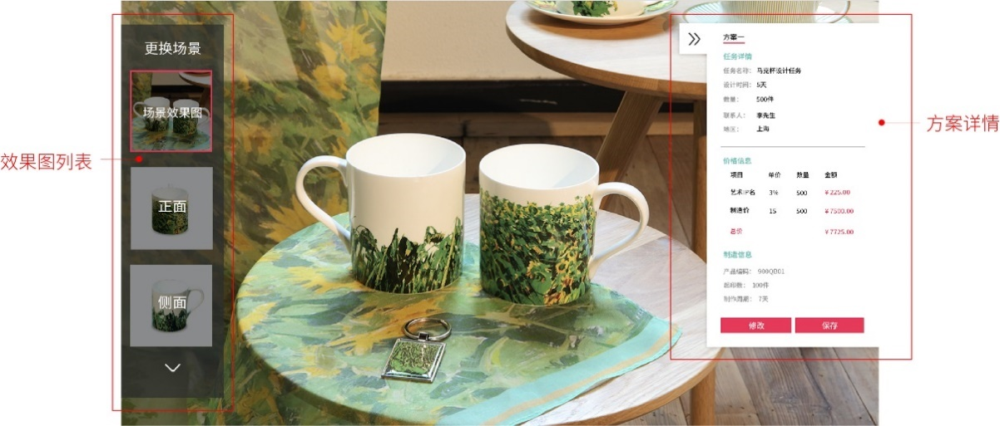 效果图列表
更换场景
场景效果图
正面
侧面
方案一
任务详情
任务名称： 马克杯设计任务
设计时间： 5天
数量： 500件
联系人： 李先生
地区： 上海
价格信息
项目 单价 数量 金额
艺术IP名 3% 500 ¥225.00
制造价 15 500 ¥7500.00
总价 ¥7725.00
制造信息
产品编码： 900QD01
起印数： 100件
制作周期： 7天
修改 保存
方案详情